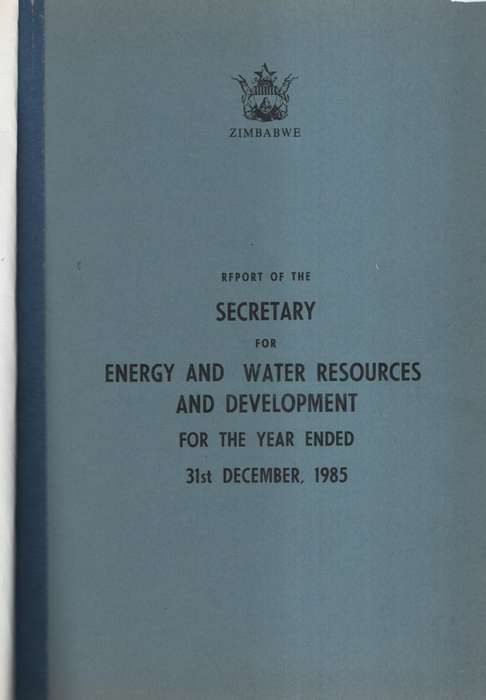 ZIMBABWE
RFPORT OF THE
SECRETARY
FOR
ENERGY AND WATER RESOURCES
AND DEVELOPMENT
FOR THE YEAR ENDED
31st DECEMBER, 1985